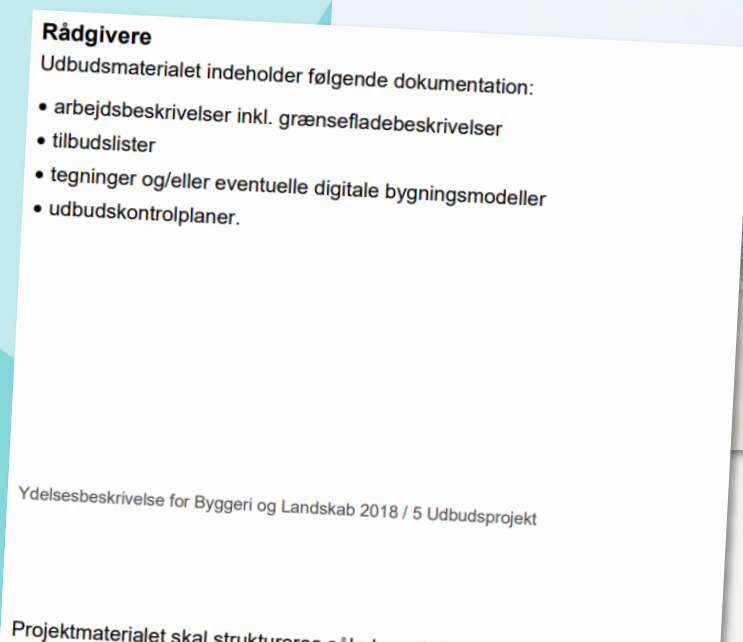 Rådgivere
Udbudsmaterialet indeholder følgende dokumentation:
• arbejdsbeskrivelser inkl. grænsefladebeskrivelser
• tilbudslister
• tegninger og/eller eventuelle digitale bygningsmodeller
• udbudskontrolplaner.
Ydelsesbeskrivelse for Byggeri og Landskab 2018 / 5 Udbudsprojekt
Projektmaterialet skal struktureres